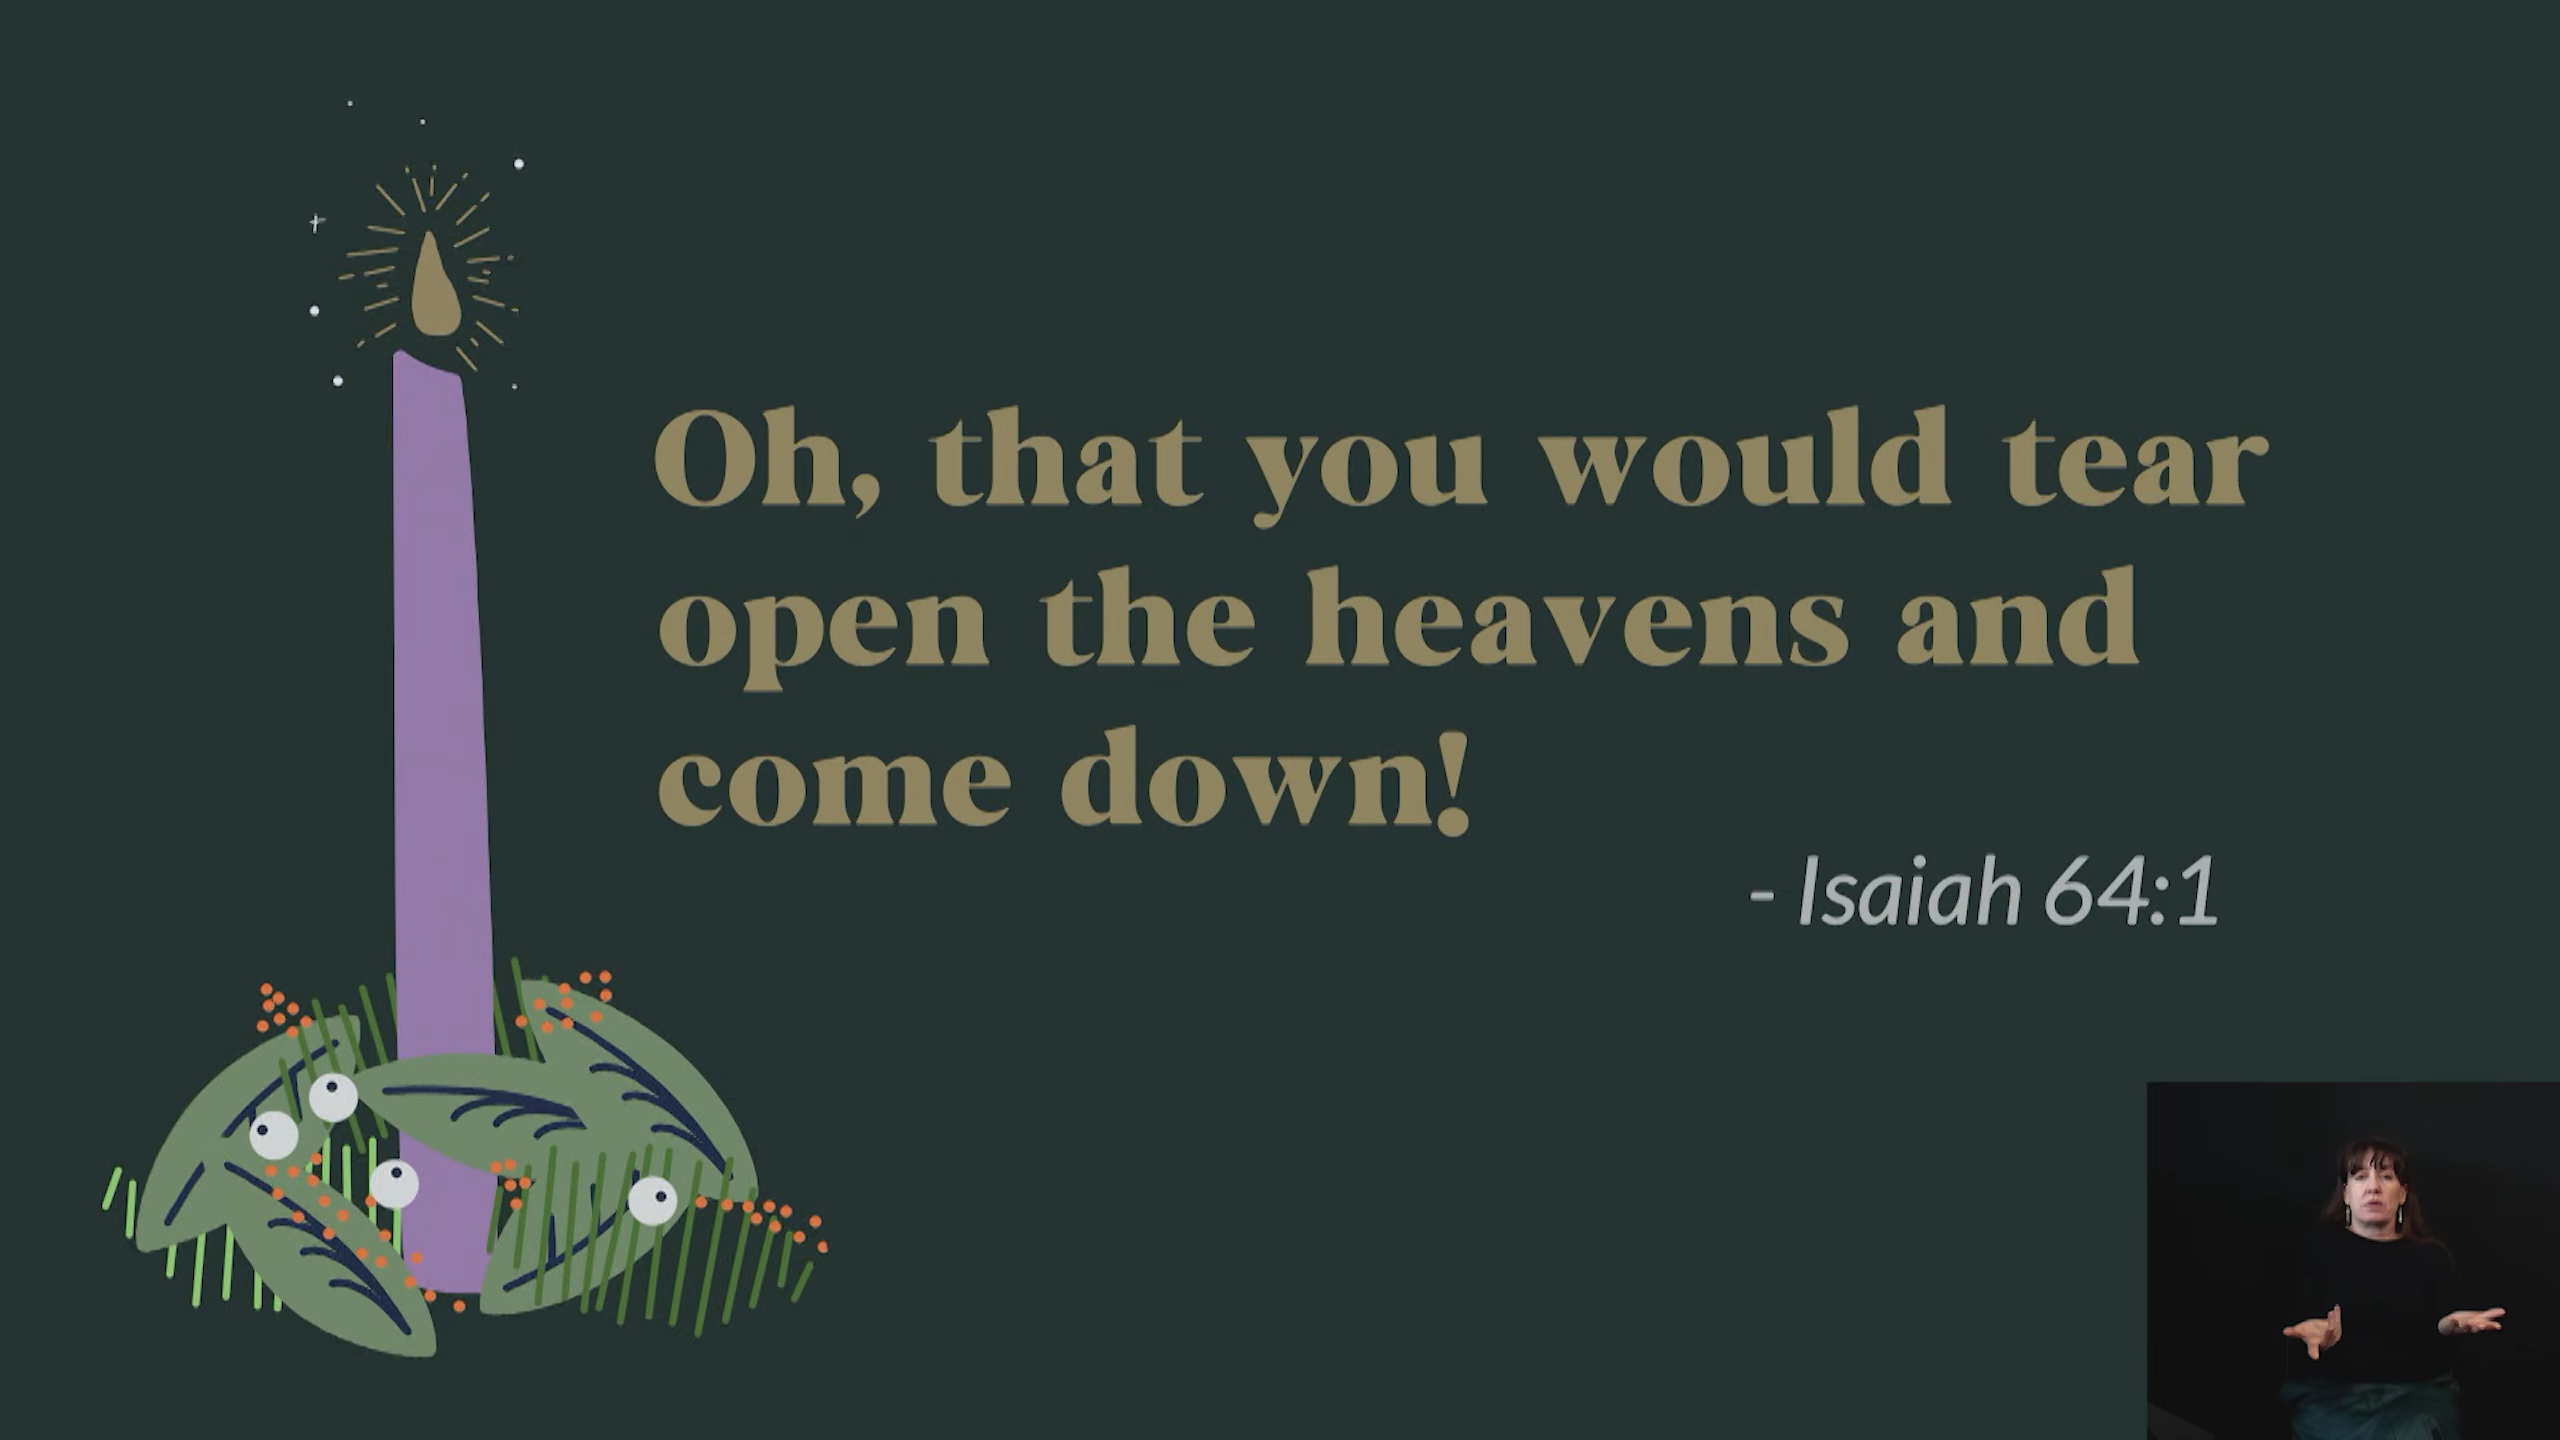 Oh, that you would tear
open the heavens and
come down!
- Isaiah 64:1